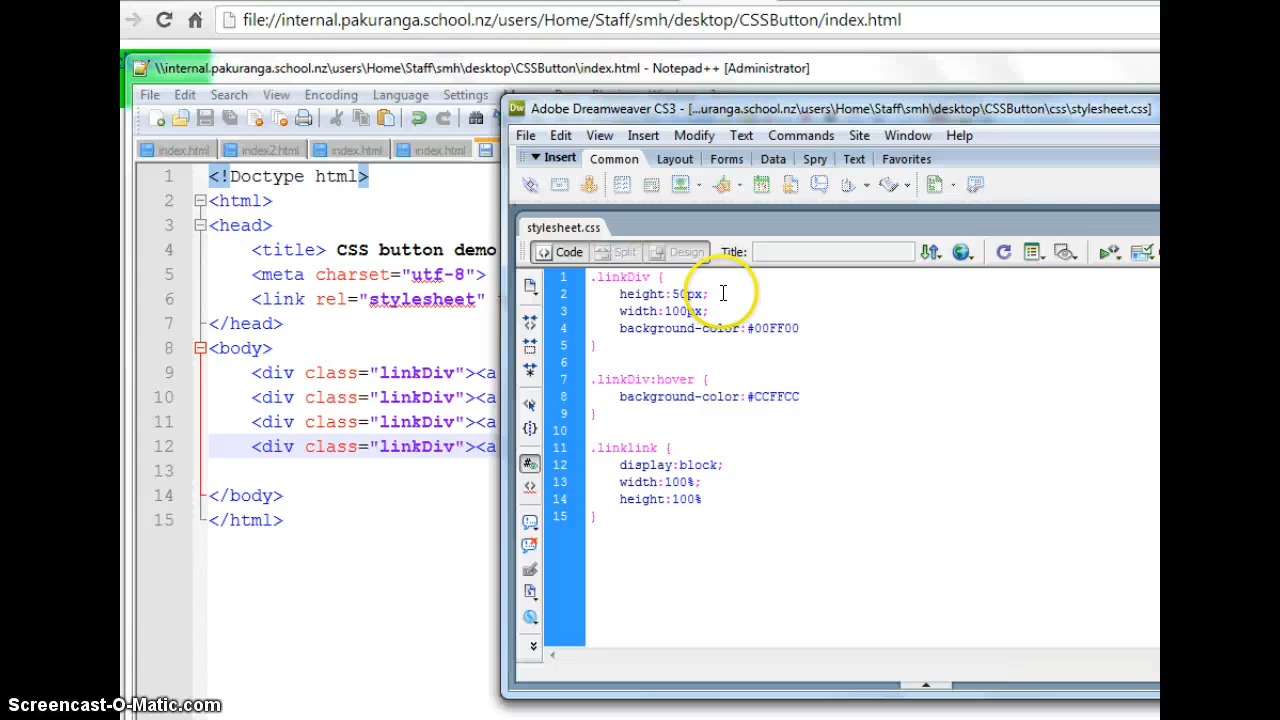 file://internal.pakuranga.school.nz/users/Home/Staff/smh/desktop/CSSButton/index.html
\\internal.pakuranga.school.nz\users\Home\Staff\smh\desktop\CSSButton\index.html - Notepad++ [Administrator]
File Edit Search View Encoding Language Settings
index.html index2.html index.html index.html
1 <!Doctype html>
2 <html>
3 <head>
4 <title> CSS button demo
5 <meta charset="utf-8">
6 <link rel="stylesheet"
7 </head>
8 <body>
9 <div class="linkDiv"><a
10 <div class="linkDiv"><a
11 <div class="linkDiv"><a
12 <div class="linkDiv"><a
13
14 </body>
15 </html>
Adobe Dreamweaver CS3 - [...uranga.school.nz\users\Home\Staff\smh\desktop\CSSButton\css\stylesheet.css]
File Edit View Insert Modify Text Commands Site Window Help
Insert Common Layout Forms Data Spry Text Favorites
stylesheet.css
Code Split Design Title:
1 .linkDiv {
2 height:50px;
3 width:100px;
4 background-color:#00FF00
5 }
6
7 .linkDiv:hover {
8 background-color:#CCFFCC
9 }
10
11 .linklink {
12 display:block;
13 width:100%;
14 height:100%
15 }
Screencast-O-Matic.com